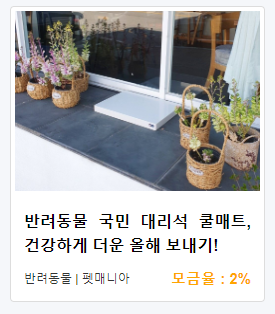 반려동물 국민 대리석 쿨매트,
건강하게 더운 올해 보내기!
반려동물 | 펫매니아 모금율 : 2%